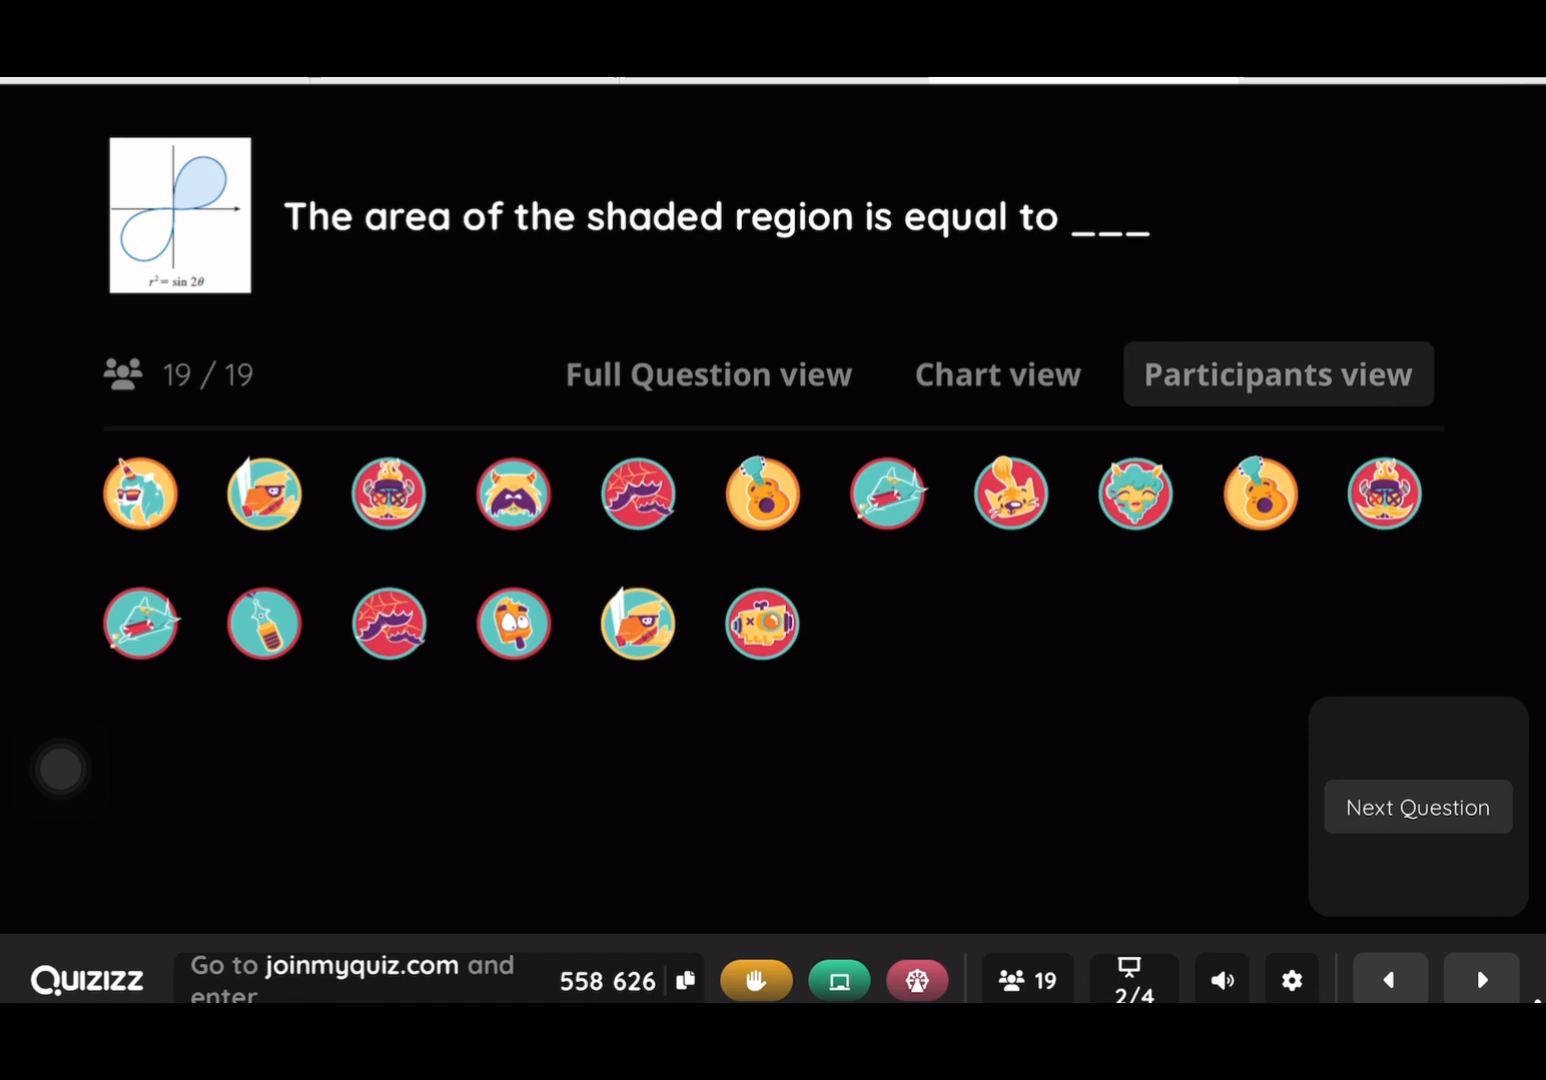 The area of the shaded region is equal to ___
r² = sin 2θ
19 / 19
Full Question view
Chart view
Participants view
Next Question
QUIZIZZ
Go to joinmyquiz.com and
enter
558 626
19
2/4